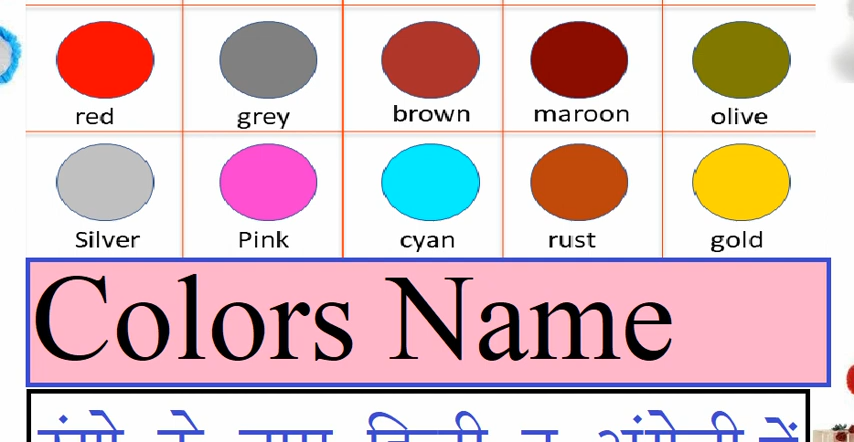 red grey brown maroon olive
Silver Pink cyan rust gold
Colors Name